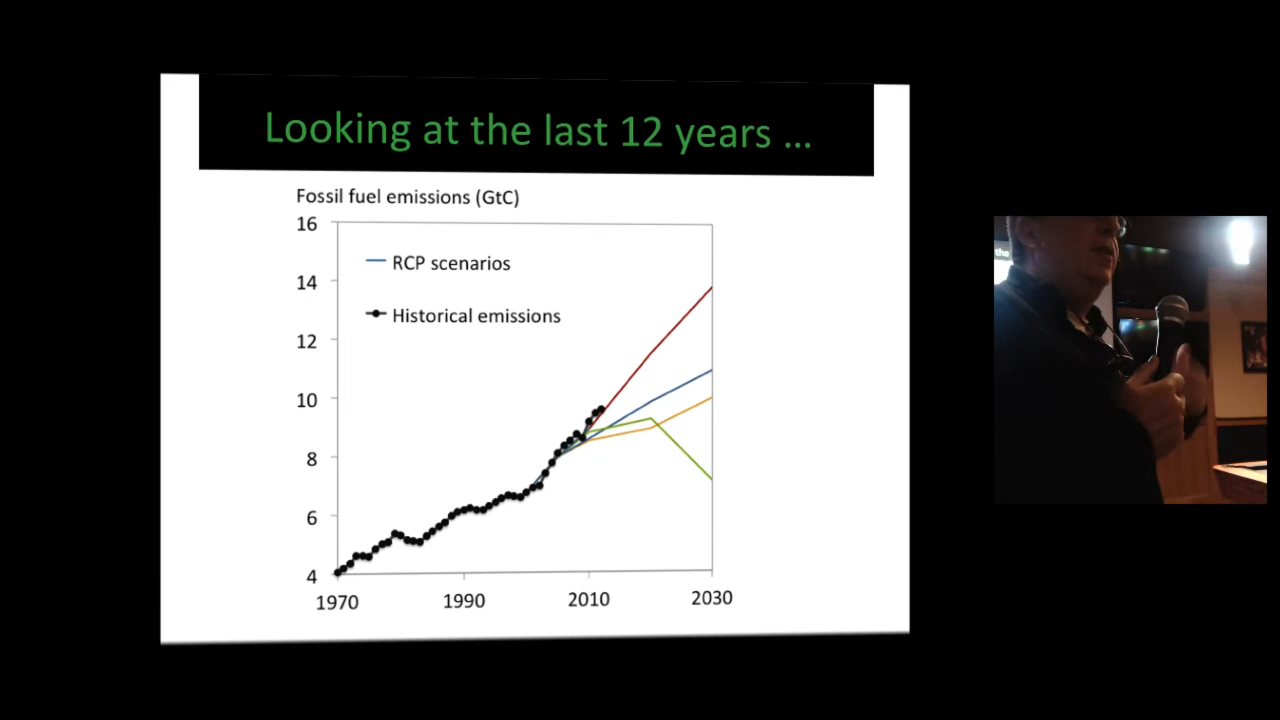 Looking at the last 12 years ...
Fossil fuel emissions (GtC)
16
RCP scenarios
14
Historical emissions
12
10
8
6
4
1970
1990
2010
2030
the